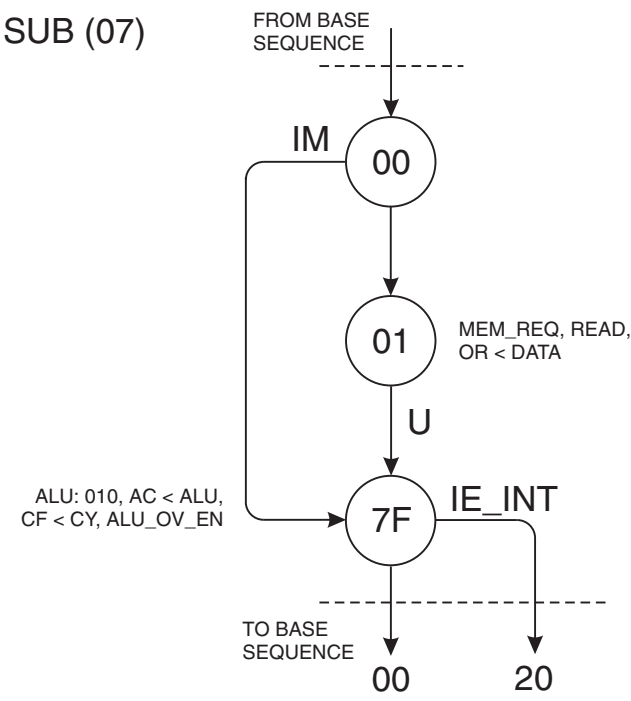 SUB (07)
FROM BASE
SEQUENCE
IM
00
01
MEM_REQ, READ,
OR < DATA
U
ALU: 010, AC < ALU,
CF < CY, ALU_OV_EN
7F
IE_INT
TO BASE
SEQUENCE
00
20